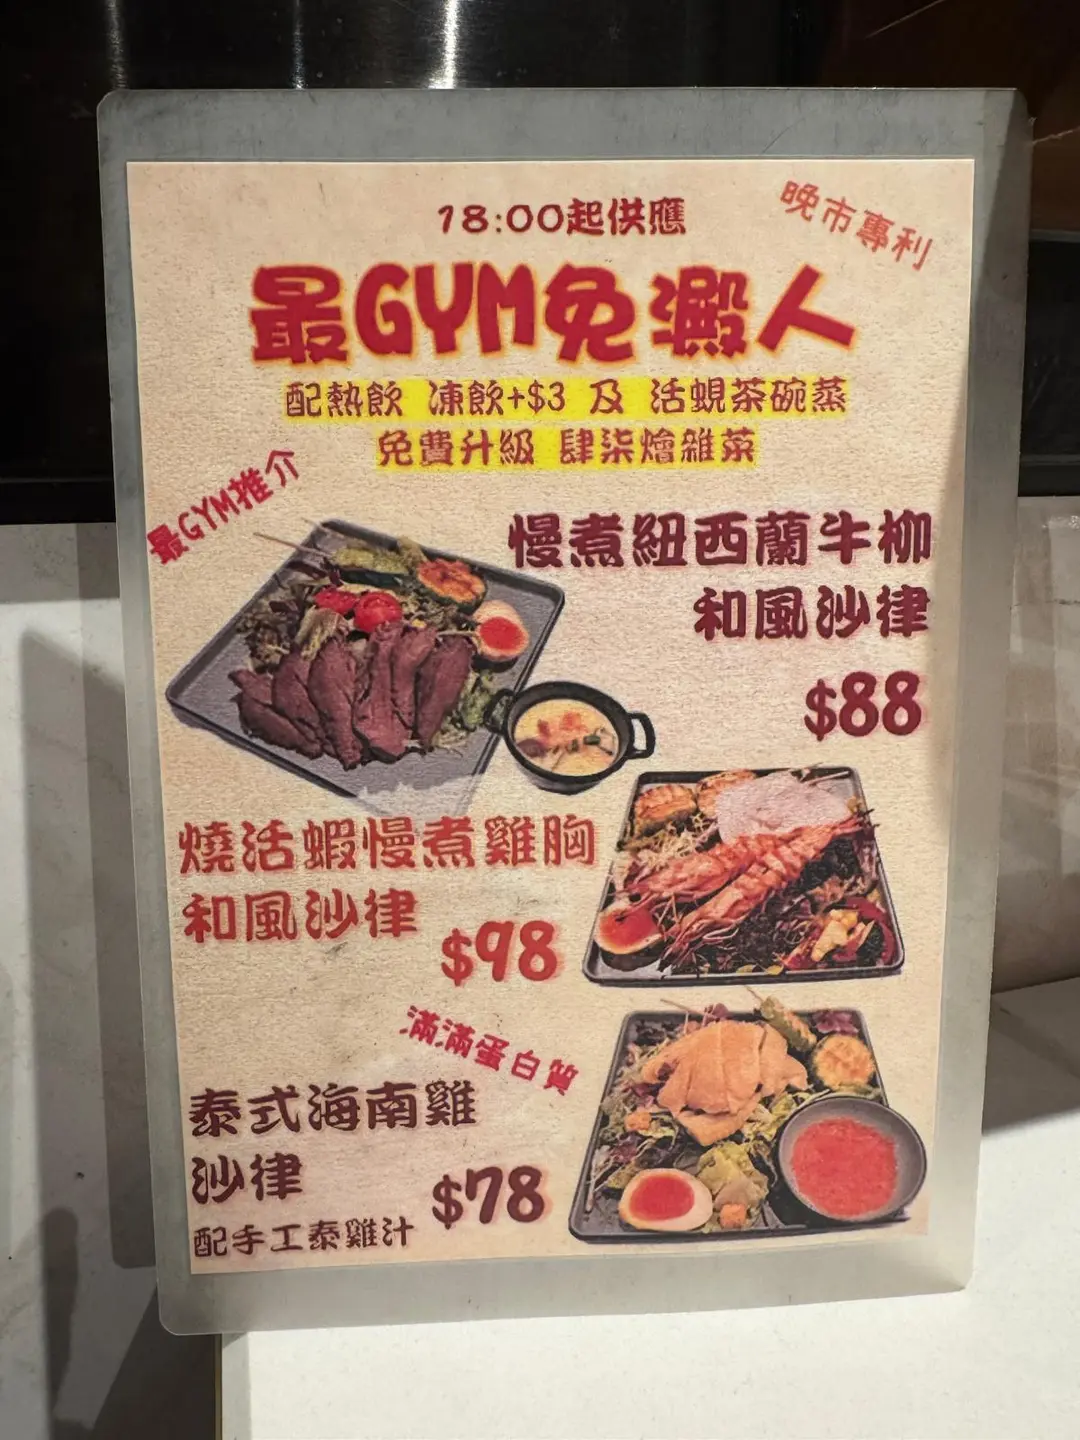 18:00起供應
晚市專利
最GYM免澱人
配熱飲 凍飲+$3 及 活蜆茶碗蒸
免費升級 肆柒燴雜菜
最GYM推介
慢煮紐西蘭牛柳
和風沙律
$88
燒活蝦慢煮雞胸
和風沙律
$98
滿滿蛋白質
泰式海南雞
沙律
$78
配手工泰雞汁